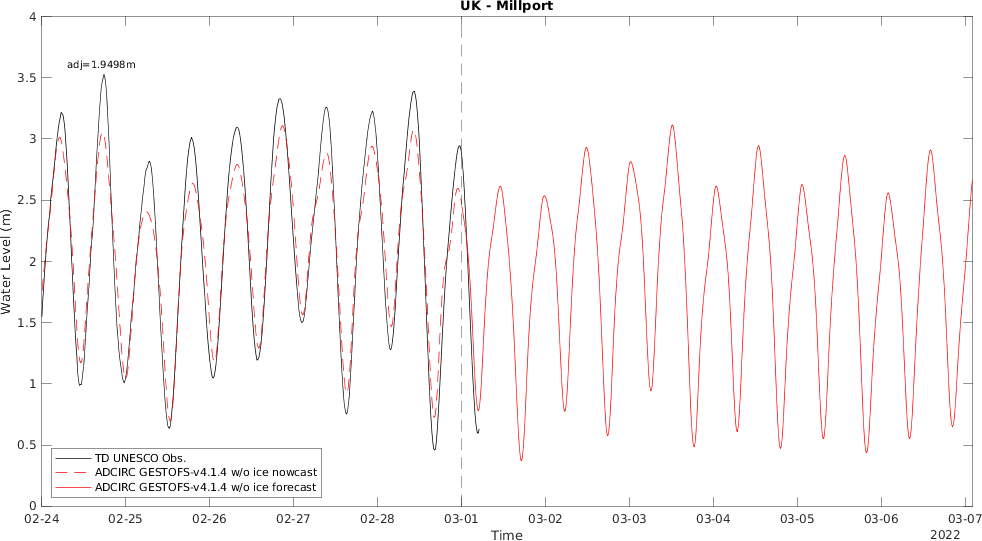 UK - Millport
4
3.5
3
2.5
2
1.5
1
0.5
0
Water Level (m)
adj=1.9498m
TD UNESCO Obs.
ADCIRC GESTOFS-v4.1.4 w/o ice nowcast
ADCIRC GESTOFS-v4.1.4 w/o ice forecast
02-24 02-25 02-26 02-27 02-28 03-01 03-02 03-03 03-04 03-05 03-06 03-07
Time
2022